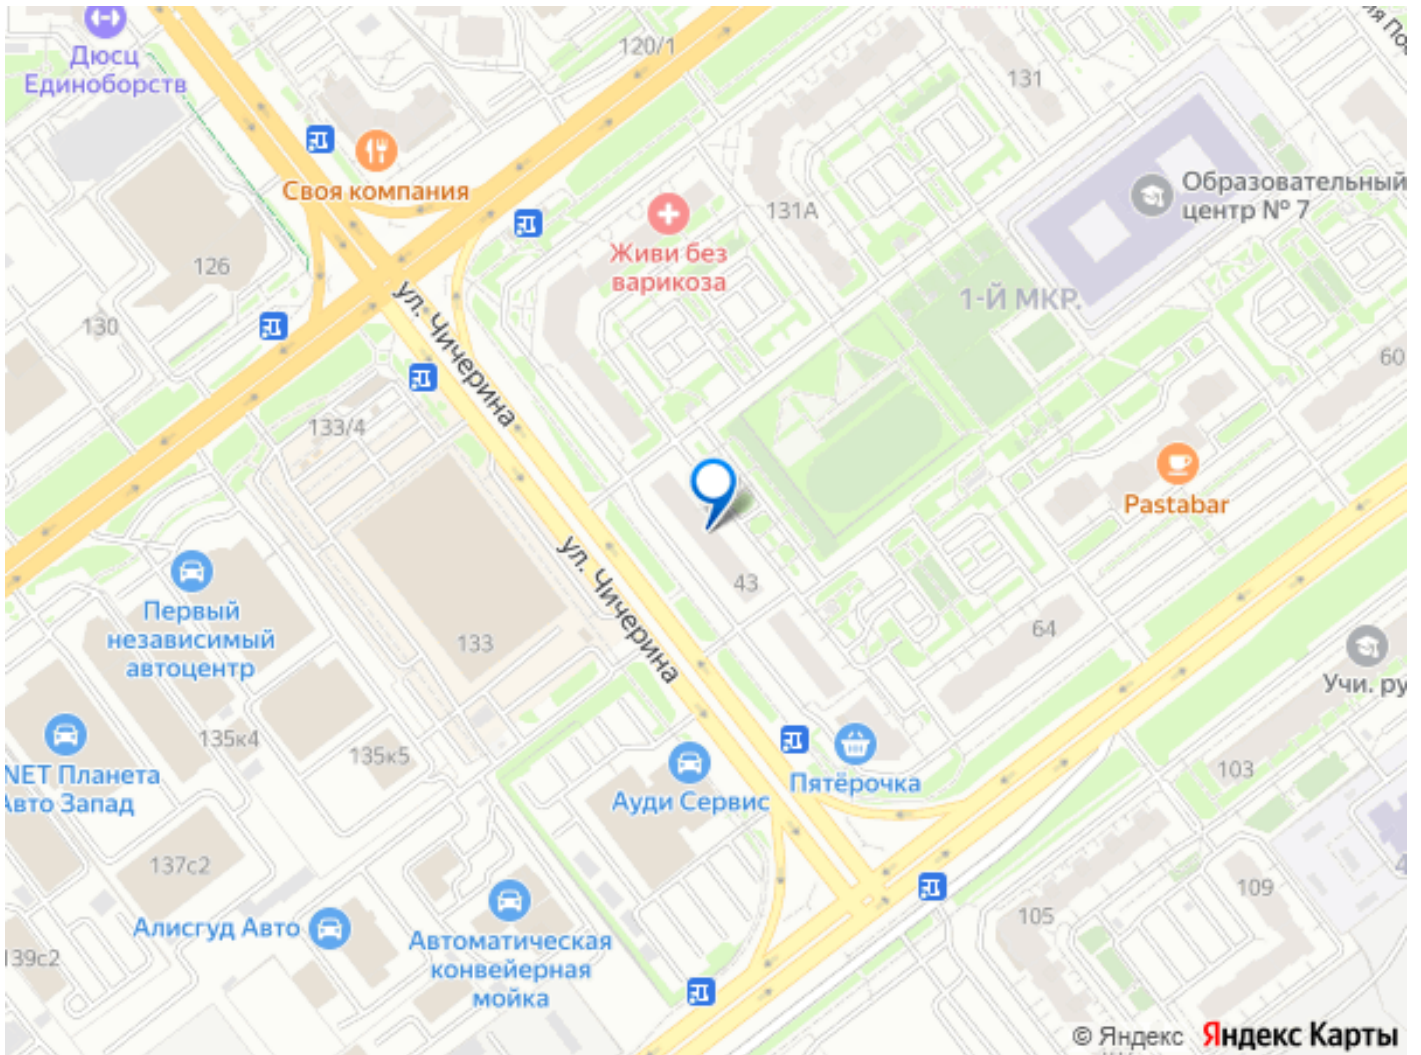 Дюсц
Единоборств
120/1
131
Своя компания
131А
Образовательный
центр № 7
Живи без
варикоза
126
130
1-Й МКР.
ул. Чичерина
60
133/4
Pastabar
ул. Чичерина
43
Первый
независимый
автоцентр
133
64
Учи. ру
135к4
135к5
NET Планета
Авто Запад
Пятёрочка
Ауди Сервис
103
137с2
109
105
Алисгуд Авто
Автоматическая
конвейерная
мойка
139с2
4
© Яндекс Яндекс Карты